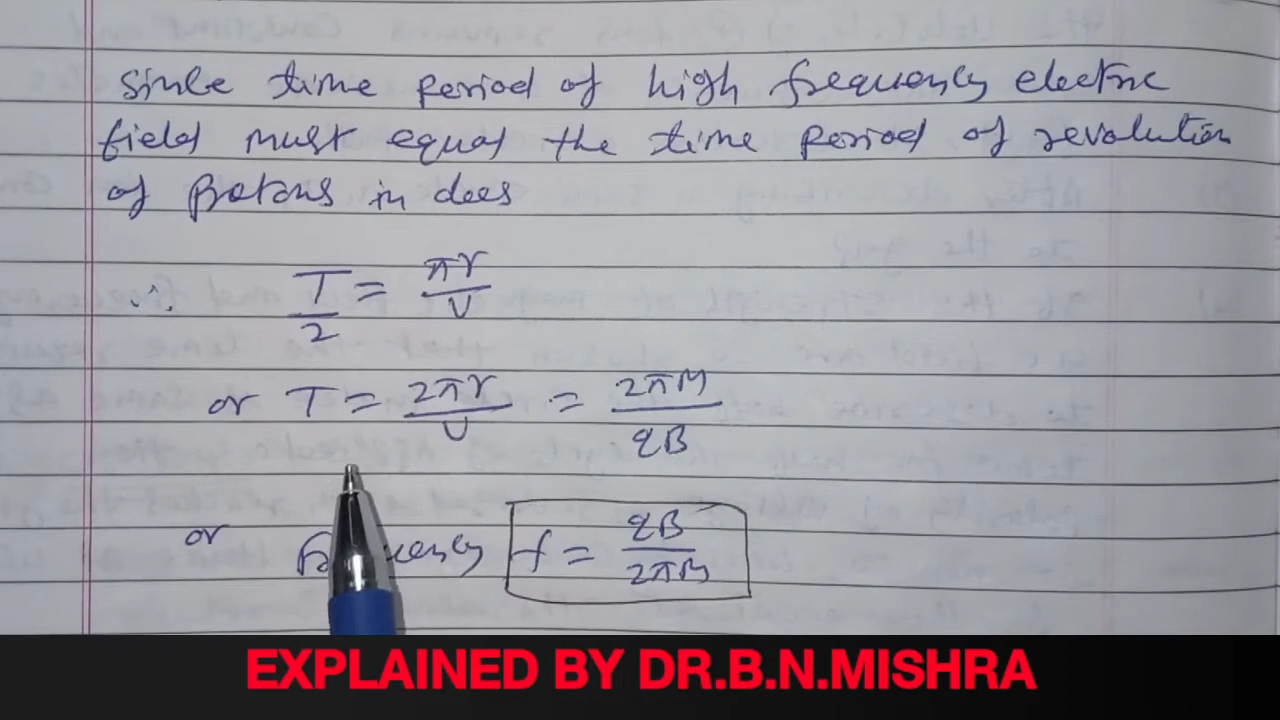 Since time period of high frequency electric
field must equal the time period of revolution
of Protons in dees
∴ T/2 = πr/v
or T = 2πr/v = 2πm/qB
or frequency f = qB/2πm
EXPLAINED BY DR.B.N.MISHRA